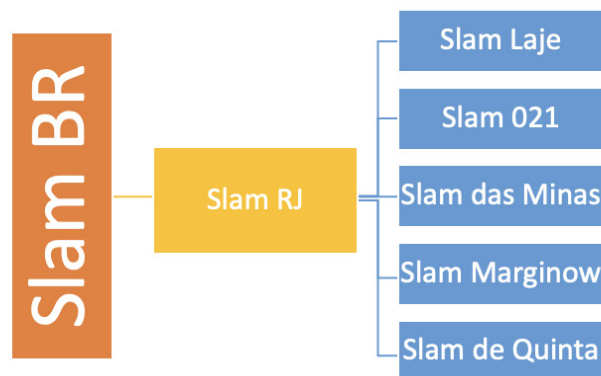 Slam BR
Slam RJ
Slam Laje
Slam 021
Slam das Minas
Slam Marginow
Slam de Quinta